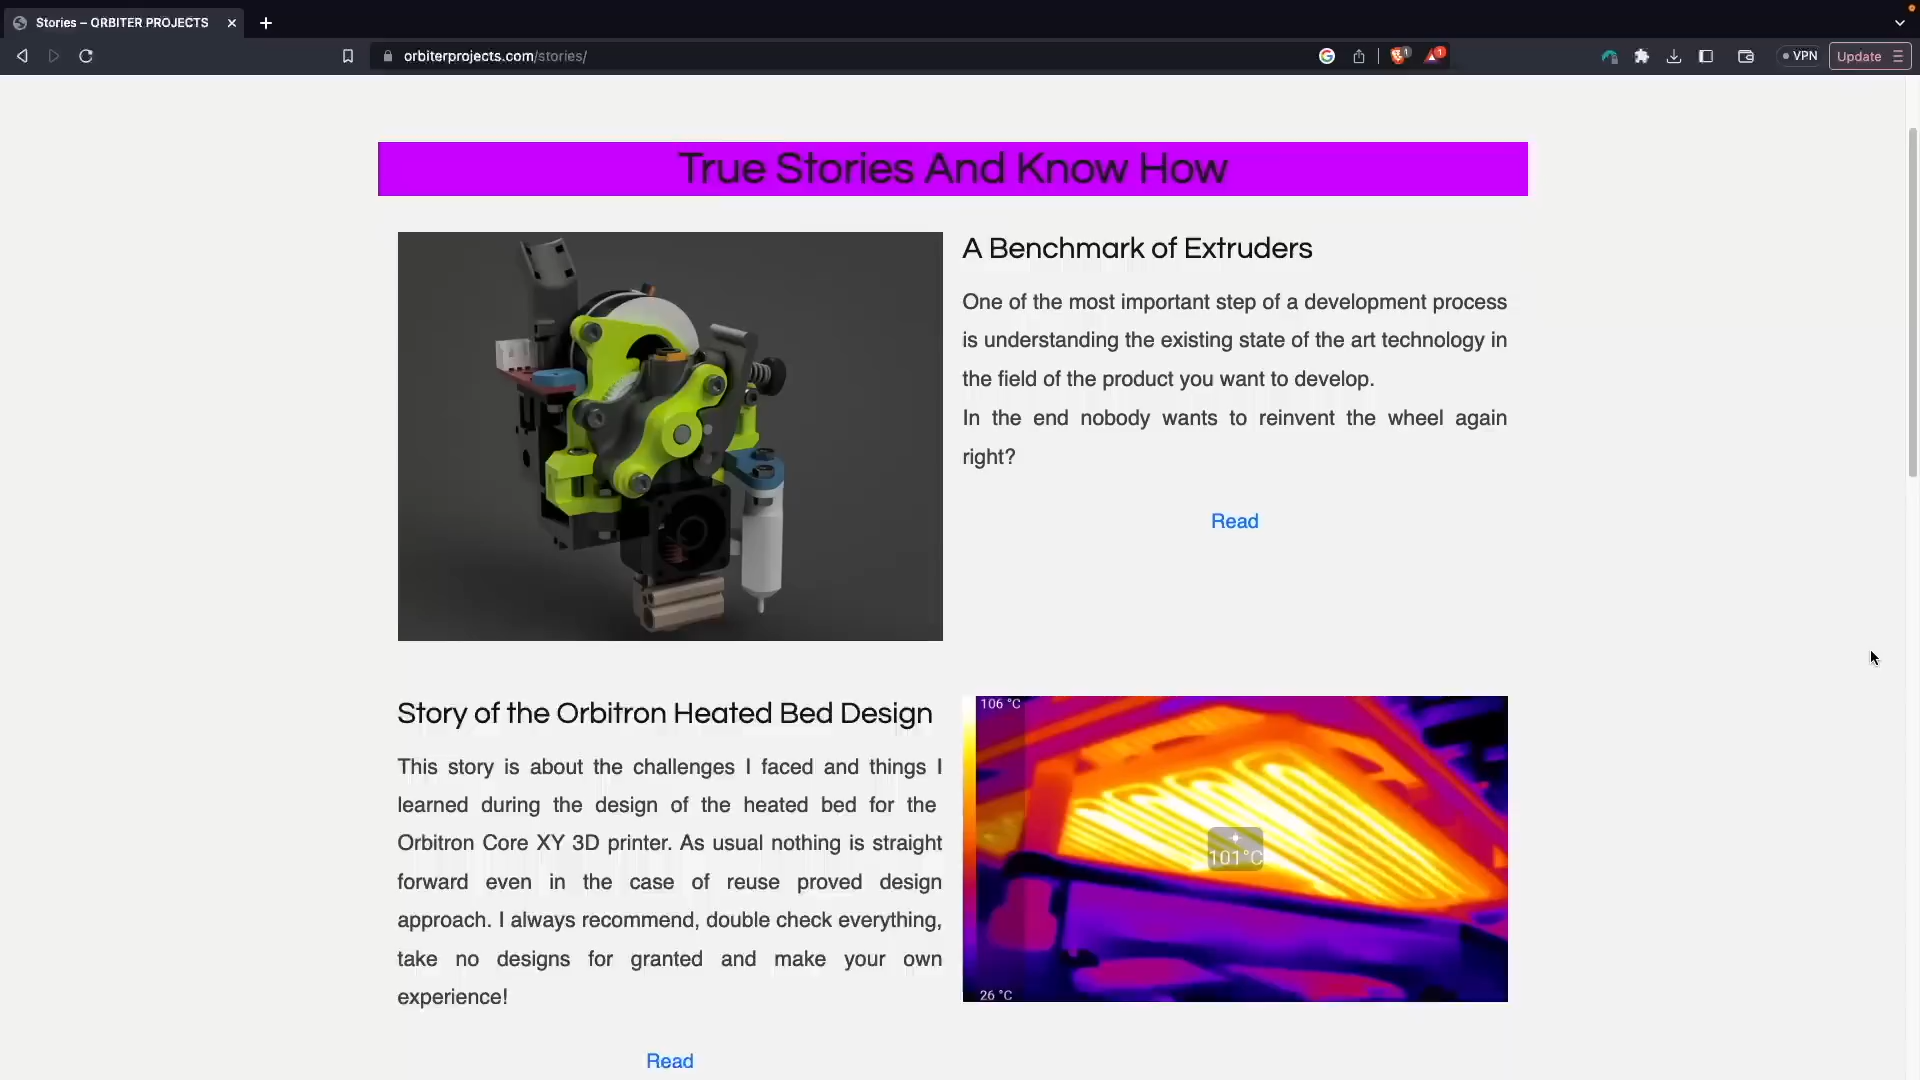 Stories – ORBITER PROJECTS
orbiterprojects.com/stories/
1
1
VPN
Update
True Stories And Know How
A Benchmark of Extruders
One of the most important step of a development process
is understanding the existing state of the art technology in
the field of the product you want to develop.
In the end nobody wants to reinvent the wheel again
right?
Read
Story of the Orbitron Heated Bed Design
This story is about the challenges I faced and things I
learned during the design of the heated bed for the
Orbitron Core XY 3D printer. As usual nothing is straight
forward even in the case of reuse proved design
approach. I always recommend, double check everything,
take no designs for granted and make your own
experience!
Read
106 °C
101°C
26 °C